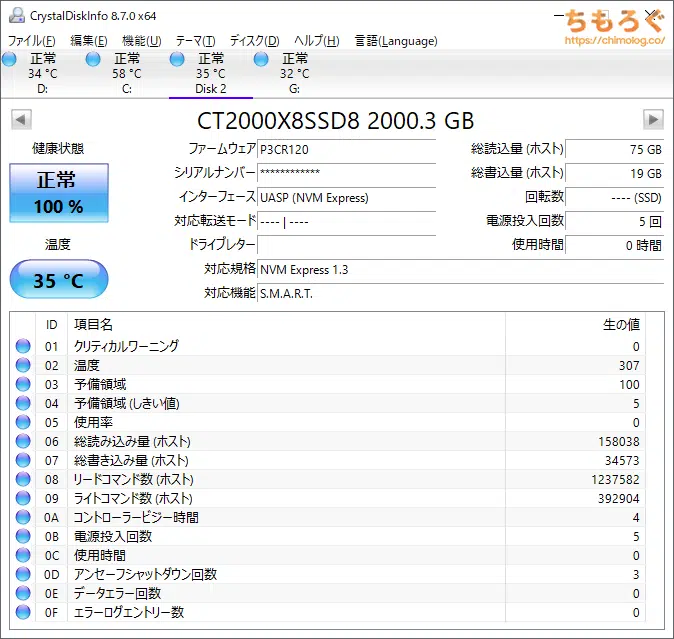 CrystalDiskInfo 8.7.0 x64
ちもろぐ
https://chimolog.co/
ファイル(F) 編集(E) 機能(U) テーマ(T) ディスク(D) ヘルプ(H) 言語(Language)
正常 正常 正常 正常
34 °C 58 °C 35 °C 32 °C
D: C: Disk 2 G:
CT2000X8SSD8 2000.3 GB
健康状態
正常
100 %
温度
35 °C
ファームウェア P3CR120 総読込量 (ホスト) 75 GB
シリアルナンバー ************ 総書込量 (ホスト) 19 GB
インターフェース UASP (NVM Express) 回転数 ---- (SSD)
対応転送モード ---- | ---- 電源投入回数 5 回
ドライブレター 使用時間 0 時間
対応規格 NVM Express 1.3
対応機能 S.M.A.R.T.
ID 項目名 生の値
01 クリティカルワーニング 0
02 温度 307
03 予備領域 100
04 予備領域 (しきい値) 5
05 使用率 0
06 総読み込み量 (ホスト) 158038
07 総書き込み量 (ホスト) 34573
08 リードコマンド数 (ホスト) 1237582
09 ライトコマンド数 (ホスト) 392904
0A コントローラービジー時間 4
0B 電源投入回数 5
0C 使用時間 0
0D アンセーフシャットダウン回数 3
0E データエラー回数 0
0F エラーログエントリー数 0